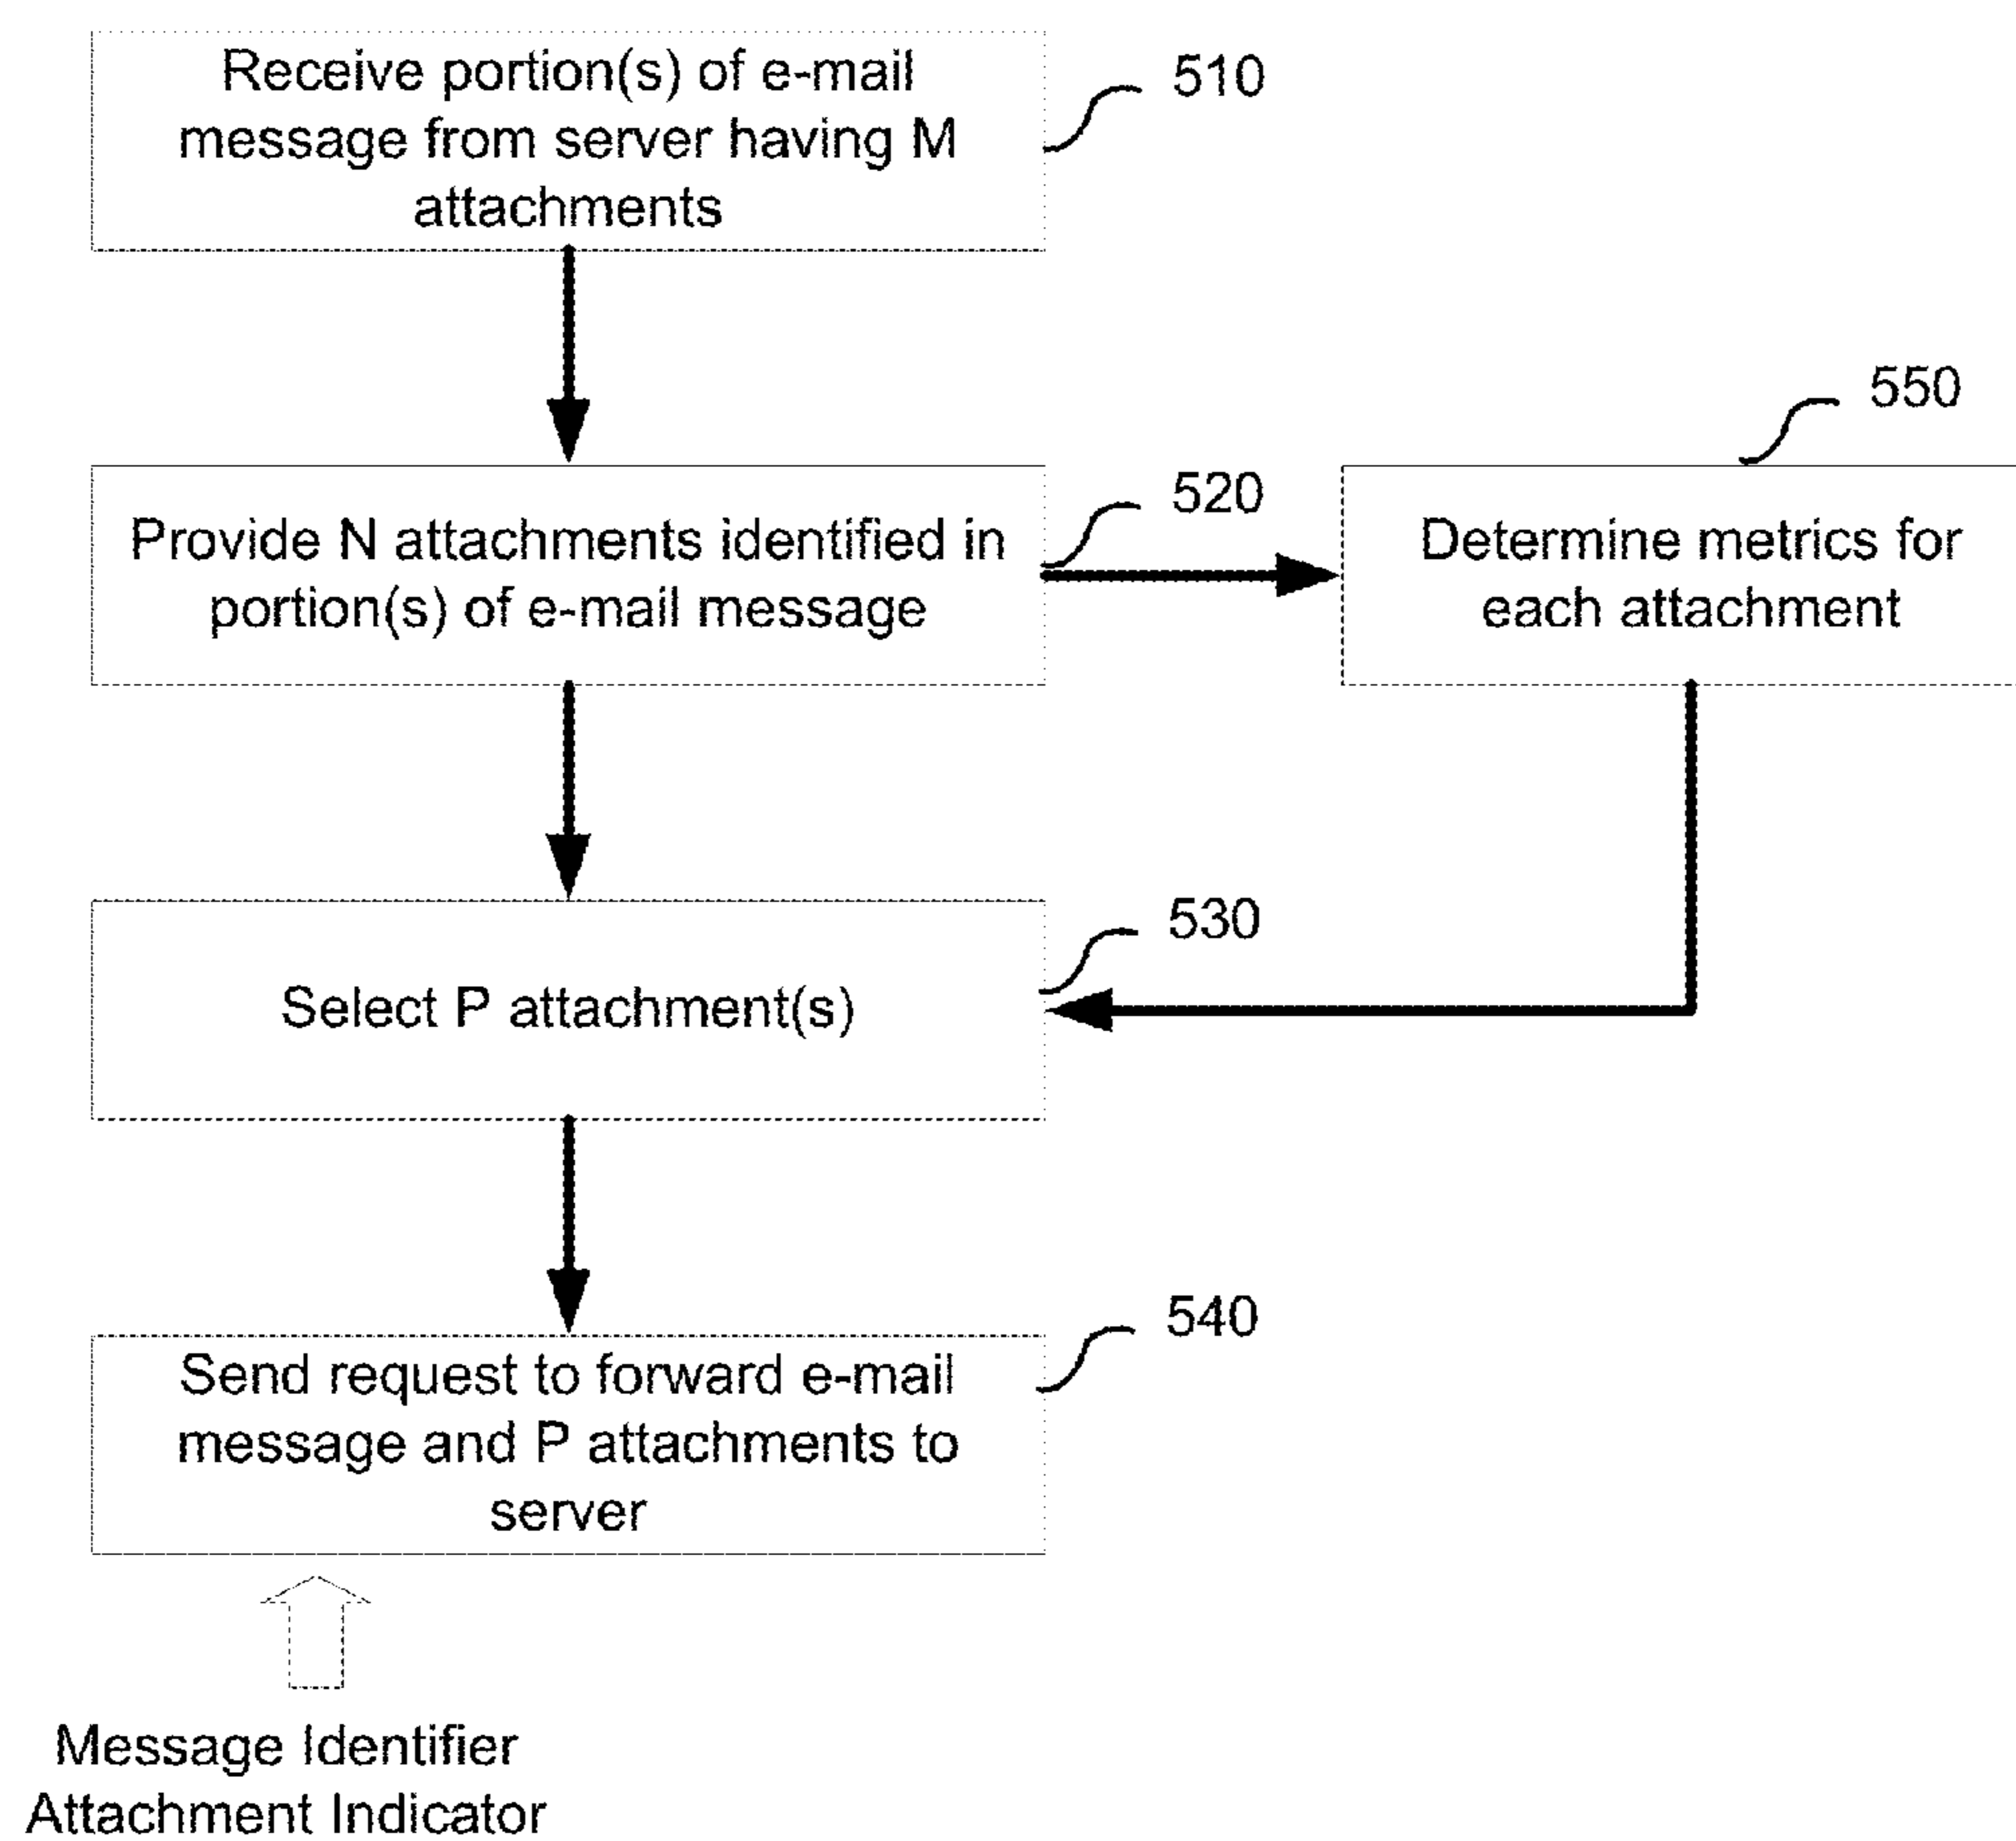 Receive portion(s) of e-mail
message from server having M
attachments
510
Provide N attachments identified in
portion(s) of e-mail message
520
Determine metrics for
each attachment
550
Select P attachment(s)
530
Send request to forward e-mail
message and P attachments to
server
540
Message Identifier
Attachment Indicator